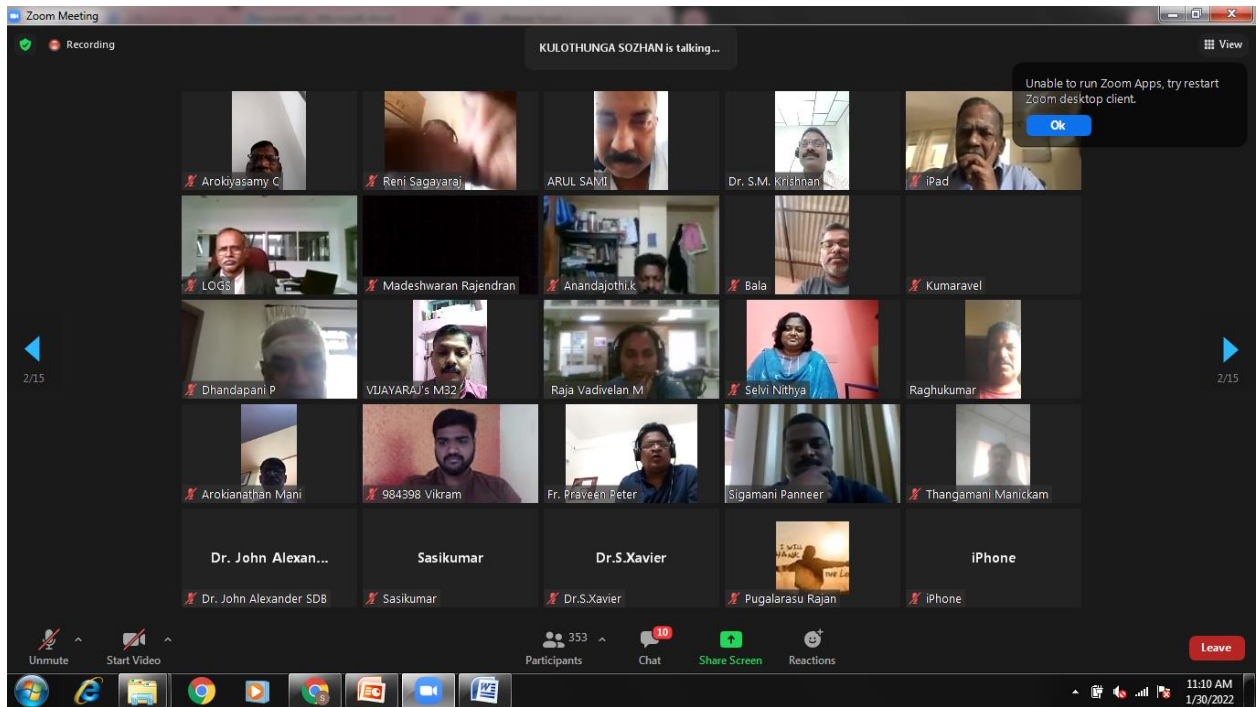 Zoom Meeting
Recording
KULOTHUNGA SOZHAN is talking...
View
Unable to run Zoom Apps, try restart
Zoom desktop client.
Ok
Arokiyasamy C
Reni Sagayaraj
ARUL SAMI
Dr. S.M. Krishnan
iPad
LOGS
Madeshwaran Rajendran
Anandajothi.k
Bala
Kumaravel
Dhandapani P
VIJAYARAJ's M32
Raja Vadivelan M
Selvi Nithya
Raghukumar
2/15
2/15
Arokianathan Mani
984398 Vikram
Fr. Praveen Peter
Sigamani Panneer
Thangamani Manickam
Dr. John Alexan...
Sasikumar
Dr.S.Xavier
I WILL
THANK
THE LO
iPhone
Dr. John Alexander SDB
Sasikumar
Dr.S.Xavier
Pugalarasu Rajan
iPhone
353
10
Unmute
Start Video
Participants
Chat
Share Screen
Reactions
Leave
11:10 AM
1/30/2022